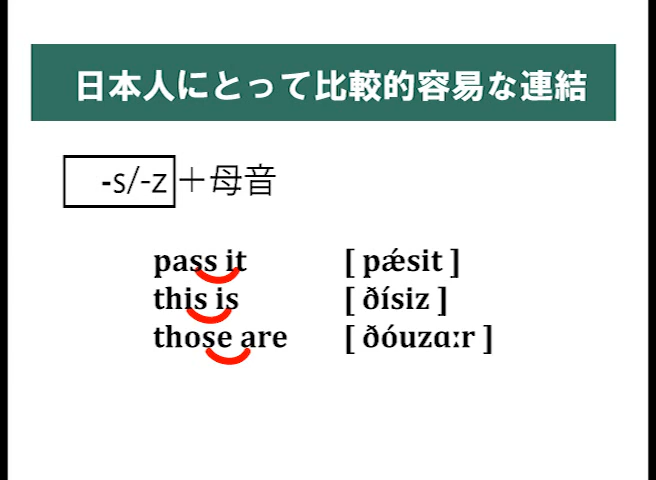 日本人にとって比較的容易な連結
-s/-z＋母音
pass it [ pǽsit ]
this is [ ðísiz ]
those are [ ðóuzɑːr ]